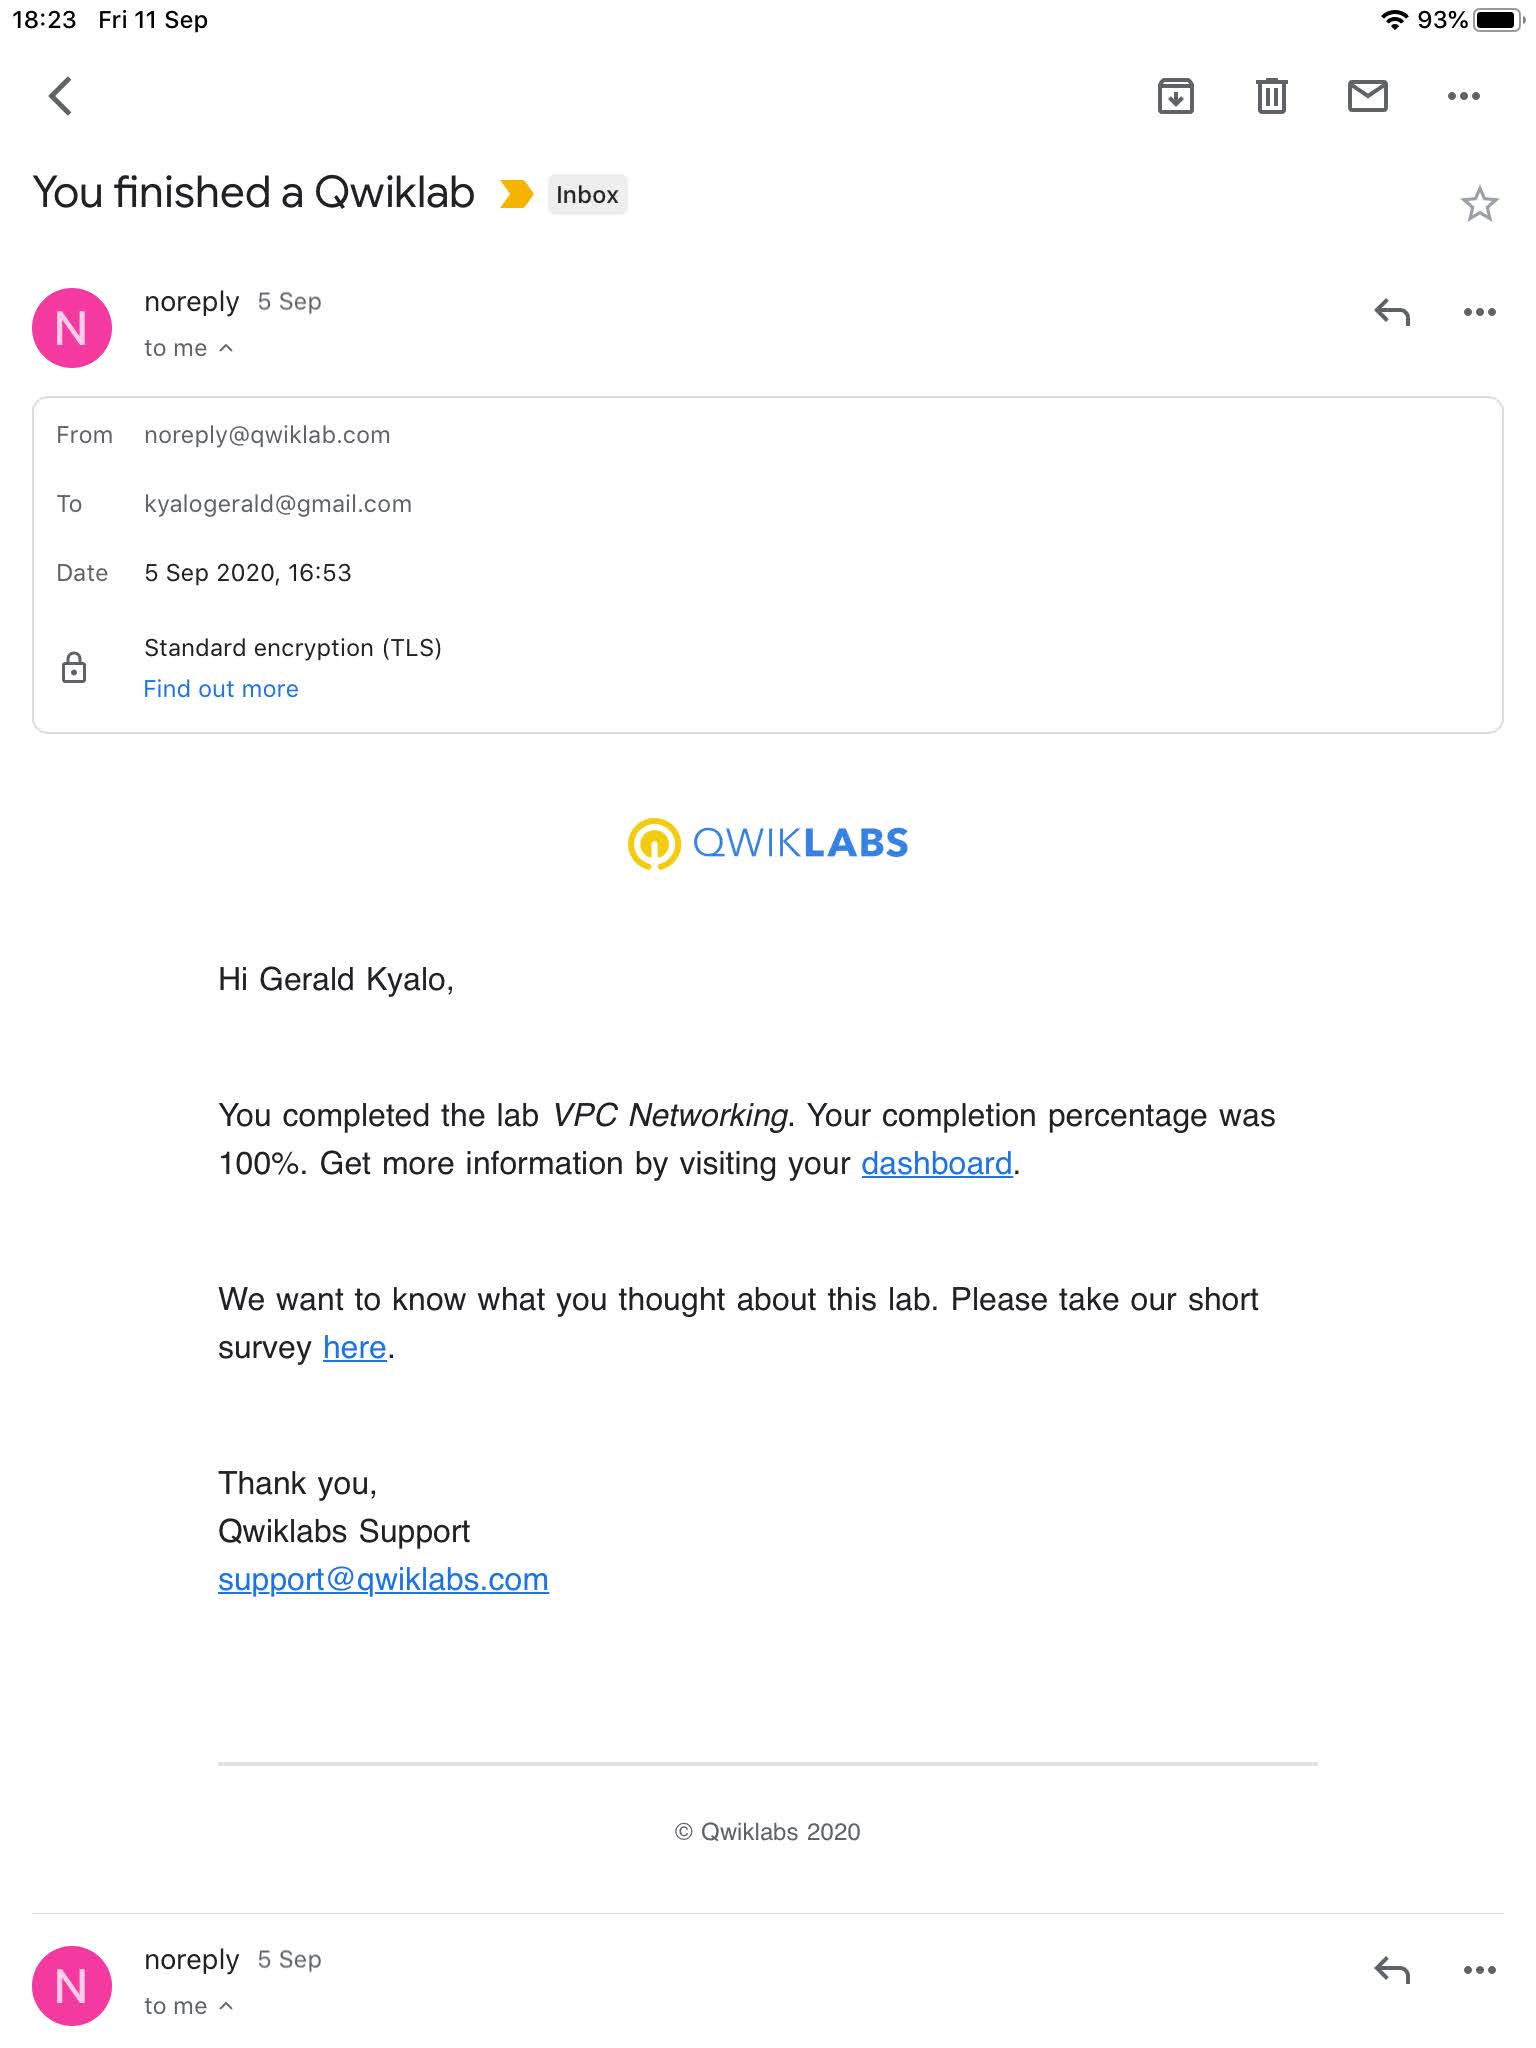 18:23 Fri 11 Sep 93%
You finished a Qwiklab Inbox
N noreply 5 Sep
to me
From noreply@qwiklab.com
To kyalogerald@gmail.com
Date 5 Sep 2020, 16:53
Standard encryption (TLS)
Find out more
QWIKLABS
Hi Gerald Kyalo,
You completed the lab VPC Networking. Your completion percentage was
100%. Get more information by visiting your dashboard.
We want to know what you thought about this lab. Please take our short
survey here.
Thank you,
Qwiklabs Support
support@qwiklabs.com
© Qwiklabs 2020
N noreply 5 Sep
to me